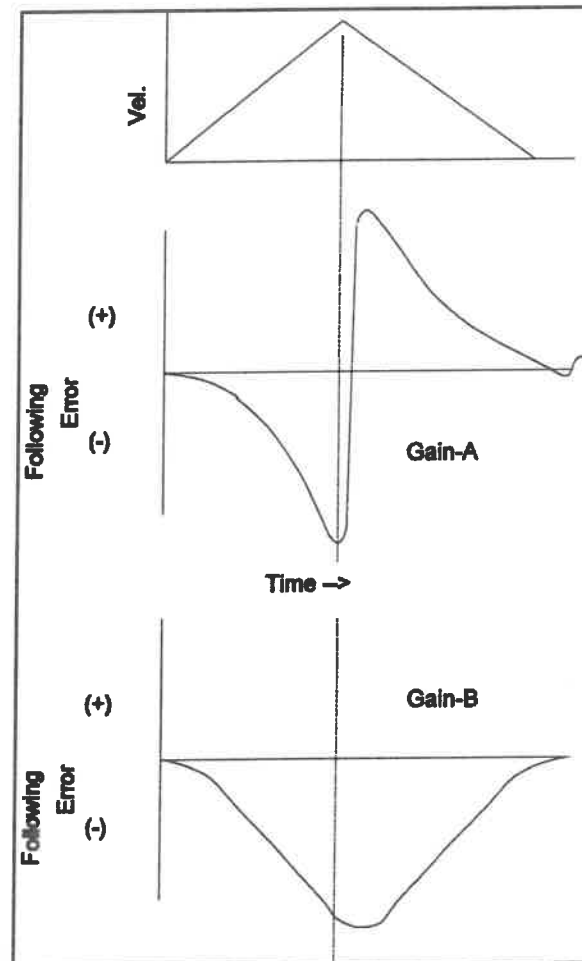 Vel.
(+)
Following
Error
(-)
Gain-A
Time -->
(+)
Gain-B
Following
Error
(-)